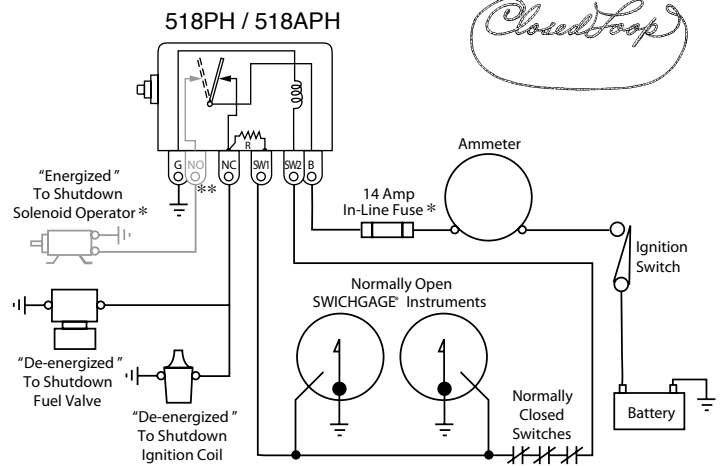 518PH / 518APH
Closed Loop
R
G
NO
NC
SW1
SW2
B
**
"Energized"
To Shutdown
Solenoid Operator*
14 Amp
In-Line Fuse*
Ammeter
Ignition
Switch
Normally Open
SWICHGAGE® Instruments
"De-energized"
To Shutdown
Fuel Valve
"De-energized"
To Shutdown
Ignition Coil
Normally
Closed
Switches
Battery